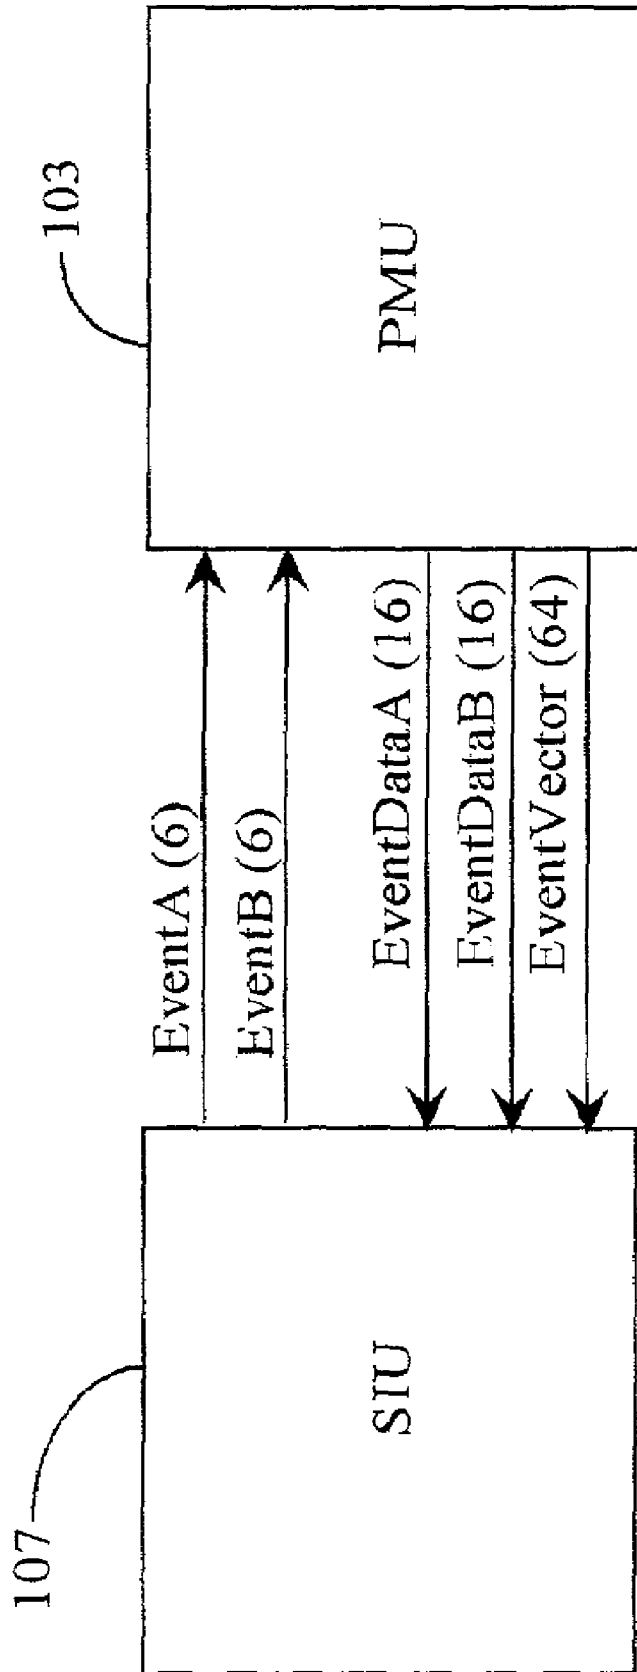 107
103
SIU
EventA (6)
EventB (6)
EventDataA (16)
EventDataB (16)
EventVector (64)
PMU